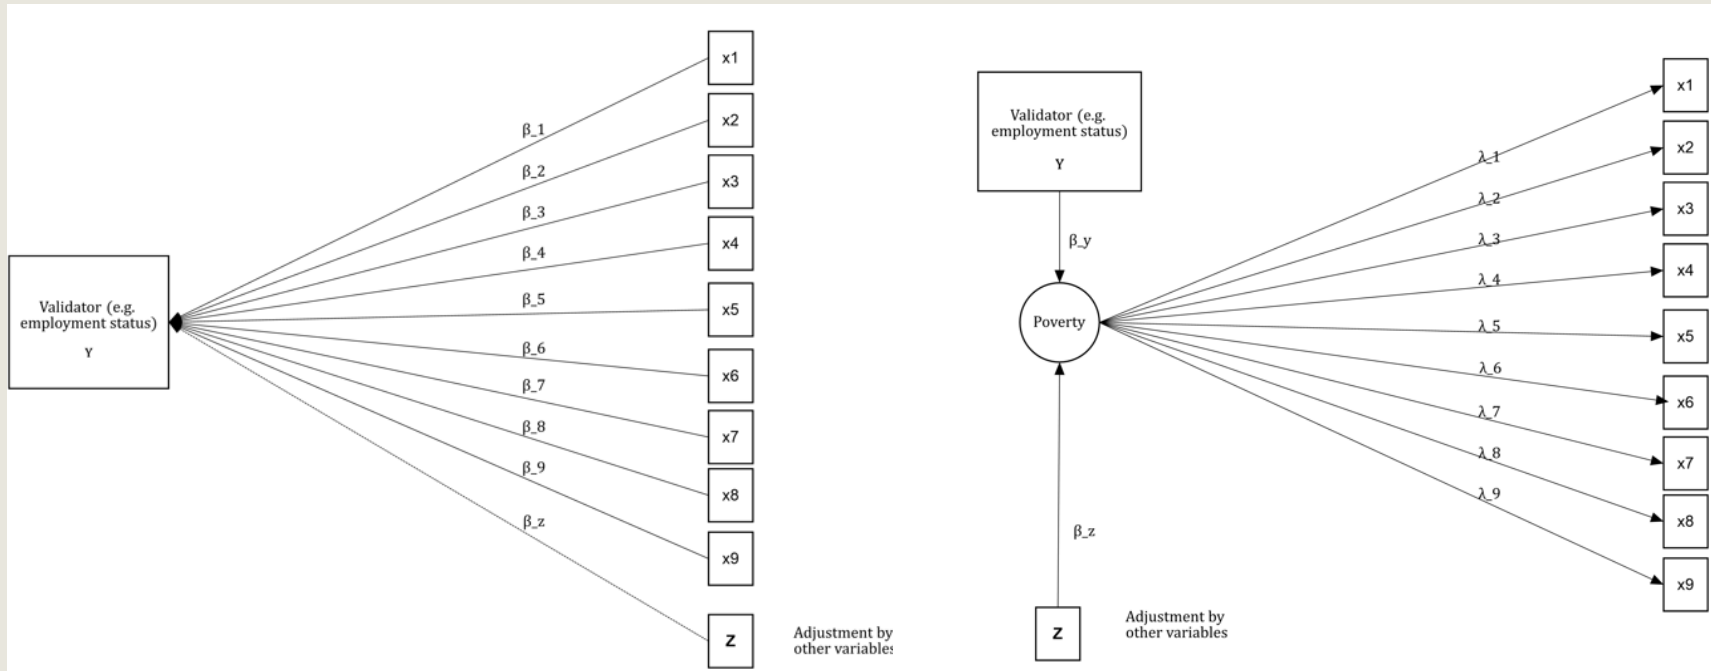 x1
x2
x3
x4
x5
x6
x7
x8
x9
Z
β_1
β_2
β_3
β_4
β_5
β_6
β_7
β_8
β_9
β_z
Validator (e.g.
employment status)
Y
Adjustment by
other variables
Validator (e.g.
employment status)
Y
β_y
Poverty
β_z
Z
Adjustment by
other variables
λ_1
λ_2
λ_3
λ_4
λ_5
λ_6
λ_7
λ_8
λ_9
x1
x2
x3
x4
x5
x6
x7
x8
x9